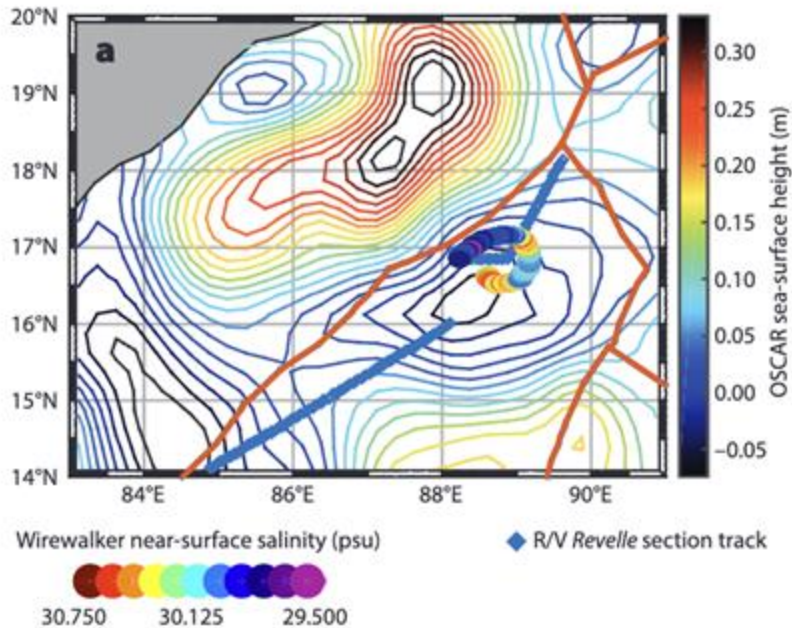 20°N
a
19°N
18°N
17°N
16°N
15°N
14°N
84°E 86°E 88°E 90°E
0.30
0.25
0.20
0.15
0.10
0.05
0.00
−0.05
OSCAR sea-surface height (m)
Wirewalker near-surface salinity (psu)
30.750 30.125 29.500
R/V Revelle section track